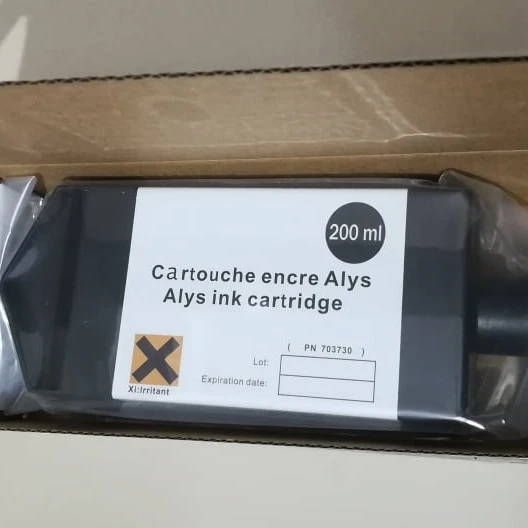 200 ml
Cartouche encre Alys
Alys ink cartridge
( PN 703730 )
Lot:
Expiration date:
Xi:Irritant